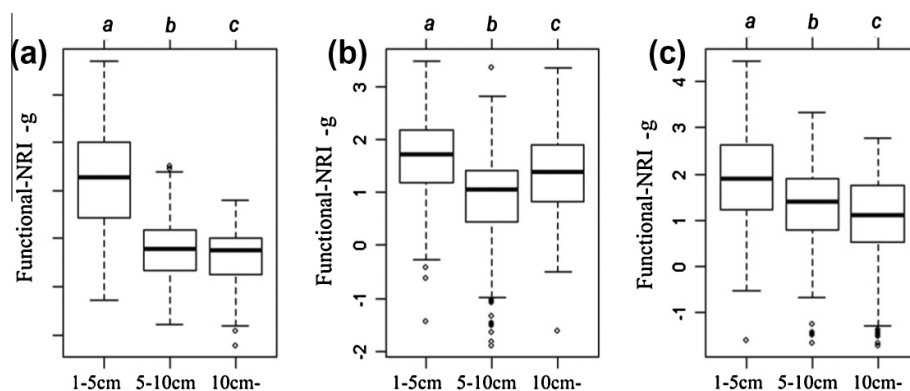 (a)
a b c
Functional-NRI -g
1-5cm 5-10cm 10cm-
(b)
a b c
Functional-NRI -g
3
2
1
0
-1
-2
1-5cm 5-10cm 10cm-
(c)
a b c
Functional-NRI -g
4
3
2
1
0
-1
1-5cm 5-10cm 10cm-